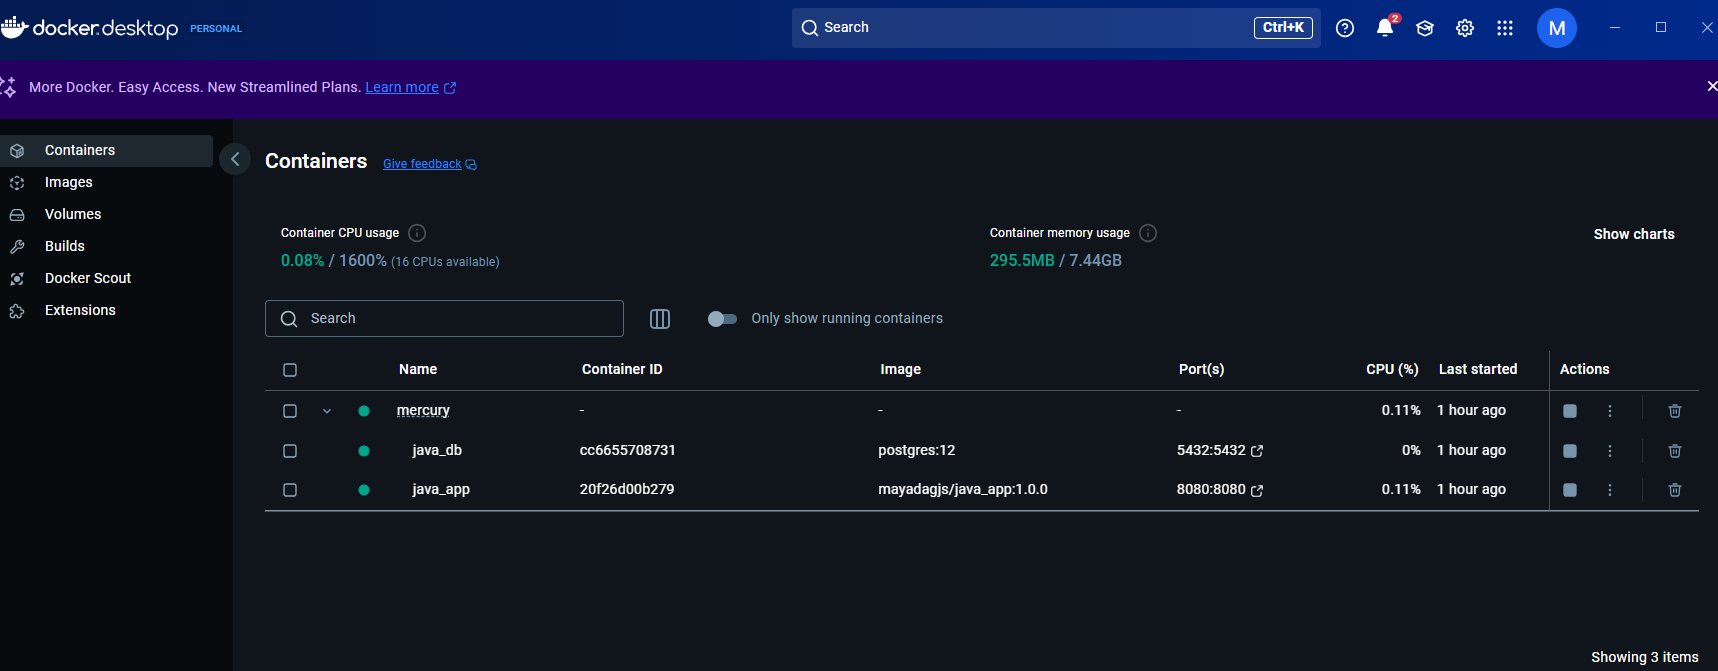 docker.desktop PERSONAL
Search Ctrl+K
2
M
More Docker. Easy Access. New Streamlined Plans. Learn more
Containers
Images
Volumes
Builds
Docker Scout
Extensions
Containers Give feedback
Container CPU usage
0.08% / 1600% (16 CPUs available)
Container memory usage
295.5MB / 7.44GB
Show charts
Search
Only show running containers
Name Container ID Image Port(s) CPU (%) Last started Actions
mercury - - - 0.11% 1 hour ago
java_db cc6655708731 postgres:12 5432:5432 0% 1 hour ago
java_app 20f26d00b279 mayadagjs/java_app:1.0.0 8080:8080 0.11% 1 hour ago
Showing 3 items